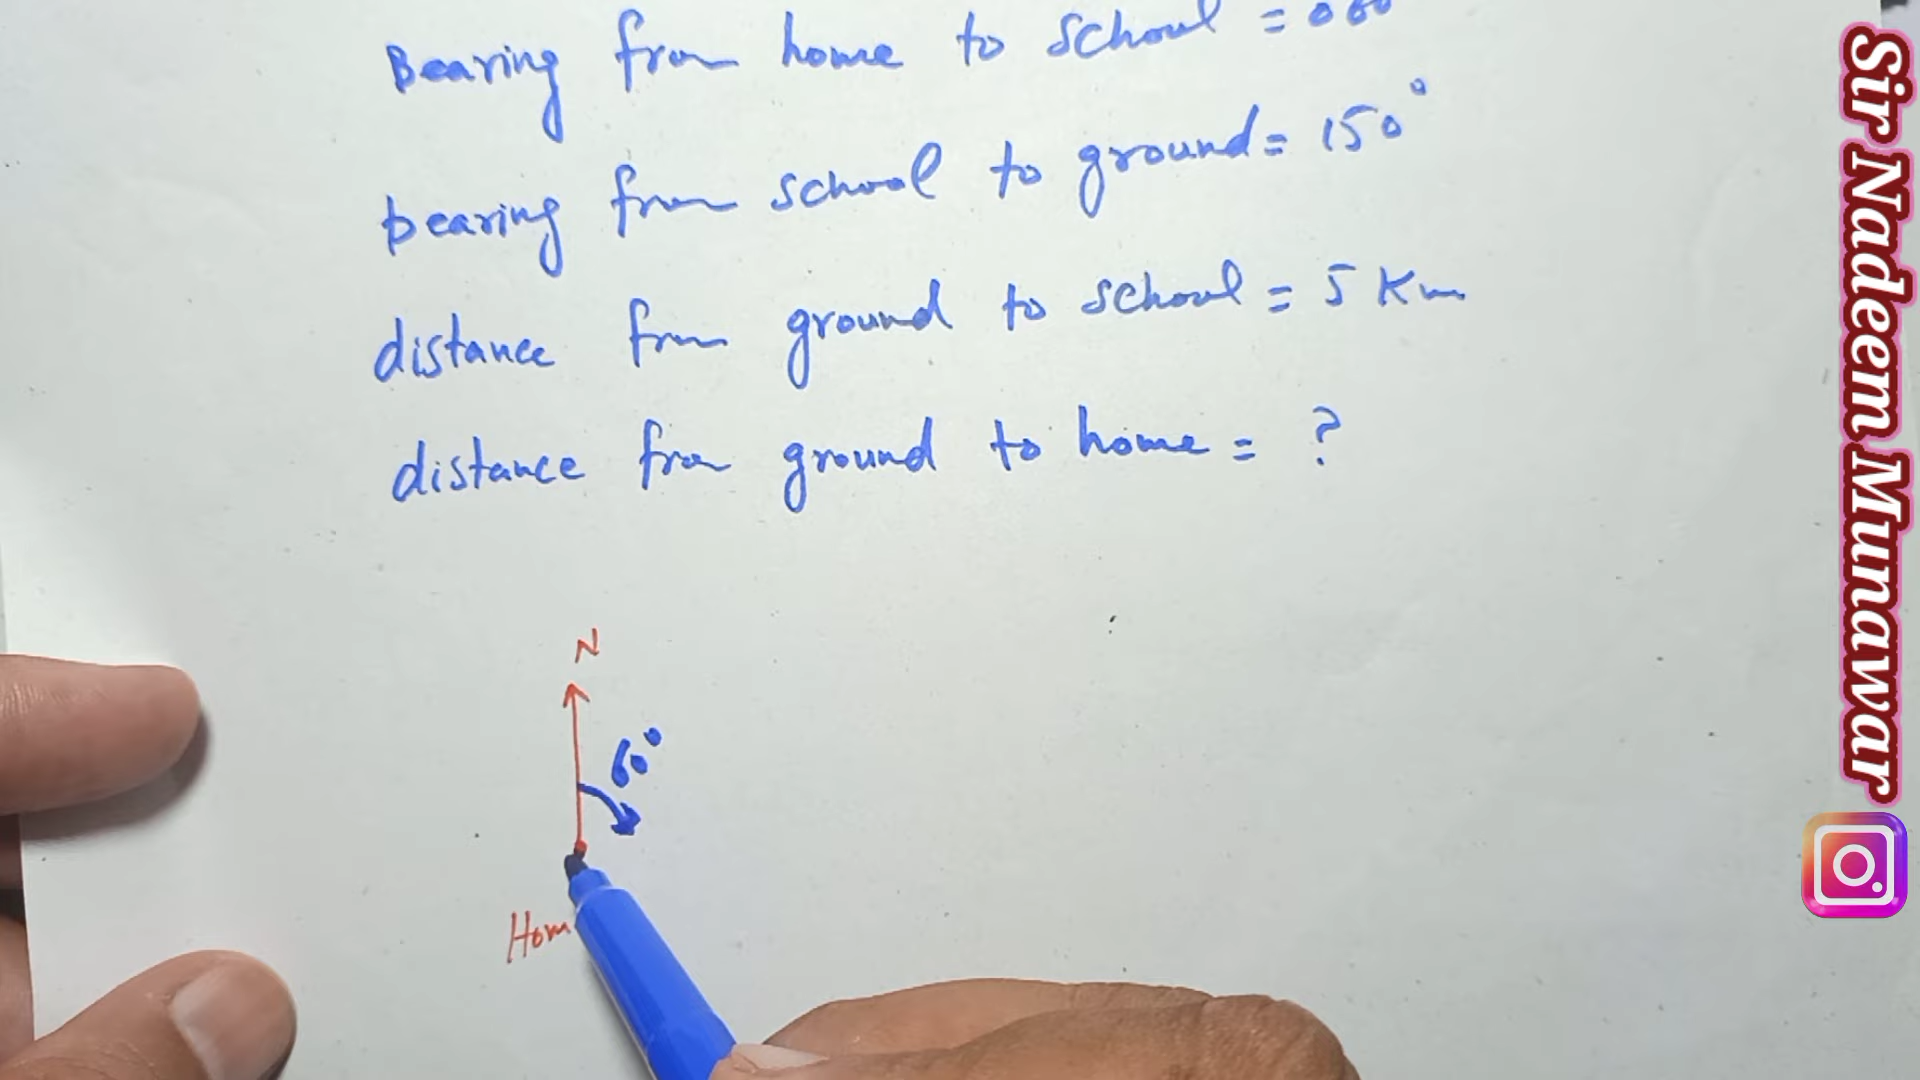 Bearing from home to school = 060
bearing from school to ground = 150°
distance from ground to school = 5 Km
distance from ground to home = ?
N
60°
Hom
Sir Nadeem Munawar